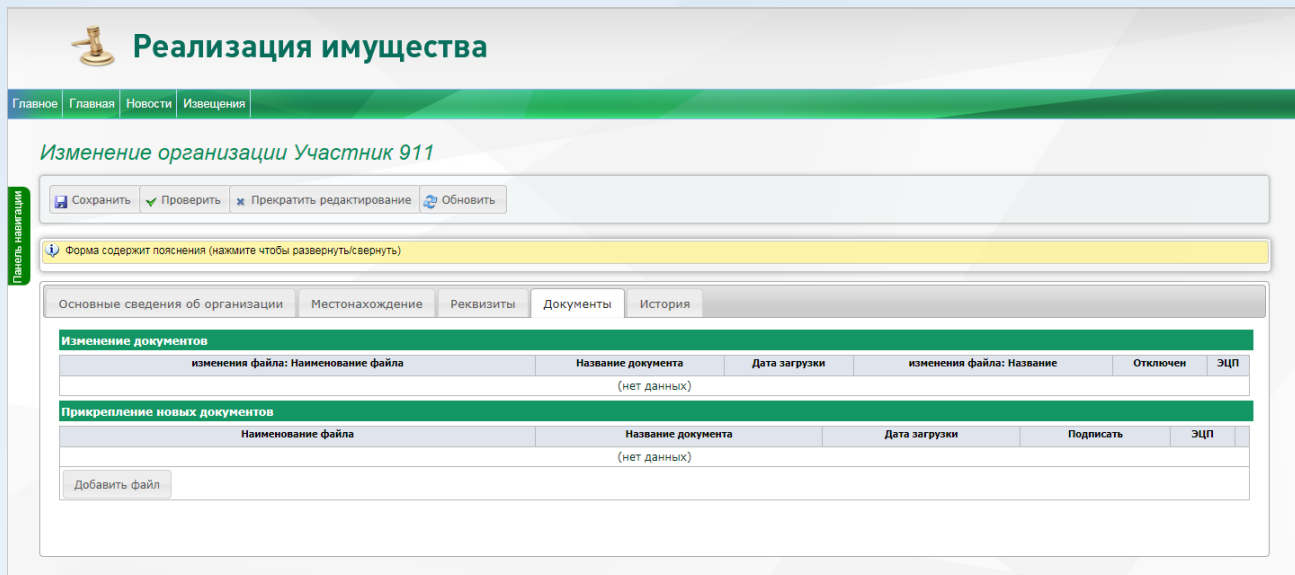 Реализация имущества
Главное Главная Новости Извещения
Изменение организации Участник 911
Панель навигации
Сохранить Проверить Прекратить редактирование Обновить
Форма содержит пояснения (нажмите чтобы развернуть/свернуть)
Основные сведения об организации Местонахождение Реквизиты Документы История
Изменение документов
изменения файла: Наименование файла Название документа Дата загрузки изменения файла: Название Отключен ЭЦП
(нет данных)
Прикрепление новых документов
Наименование файла Название документа Дата загрузки Подписать ЭЦП
(нет данных)
Добавить файл